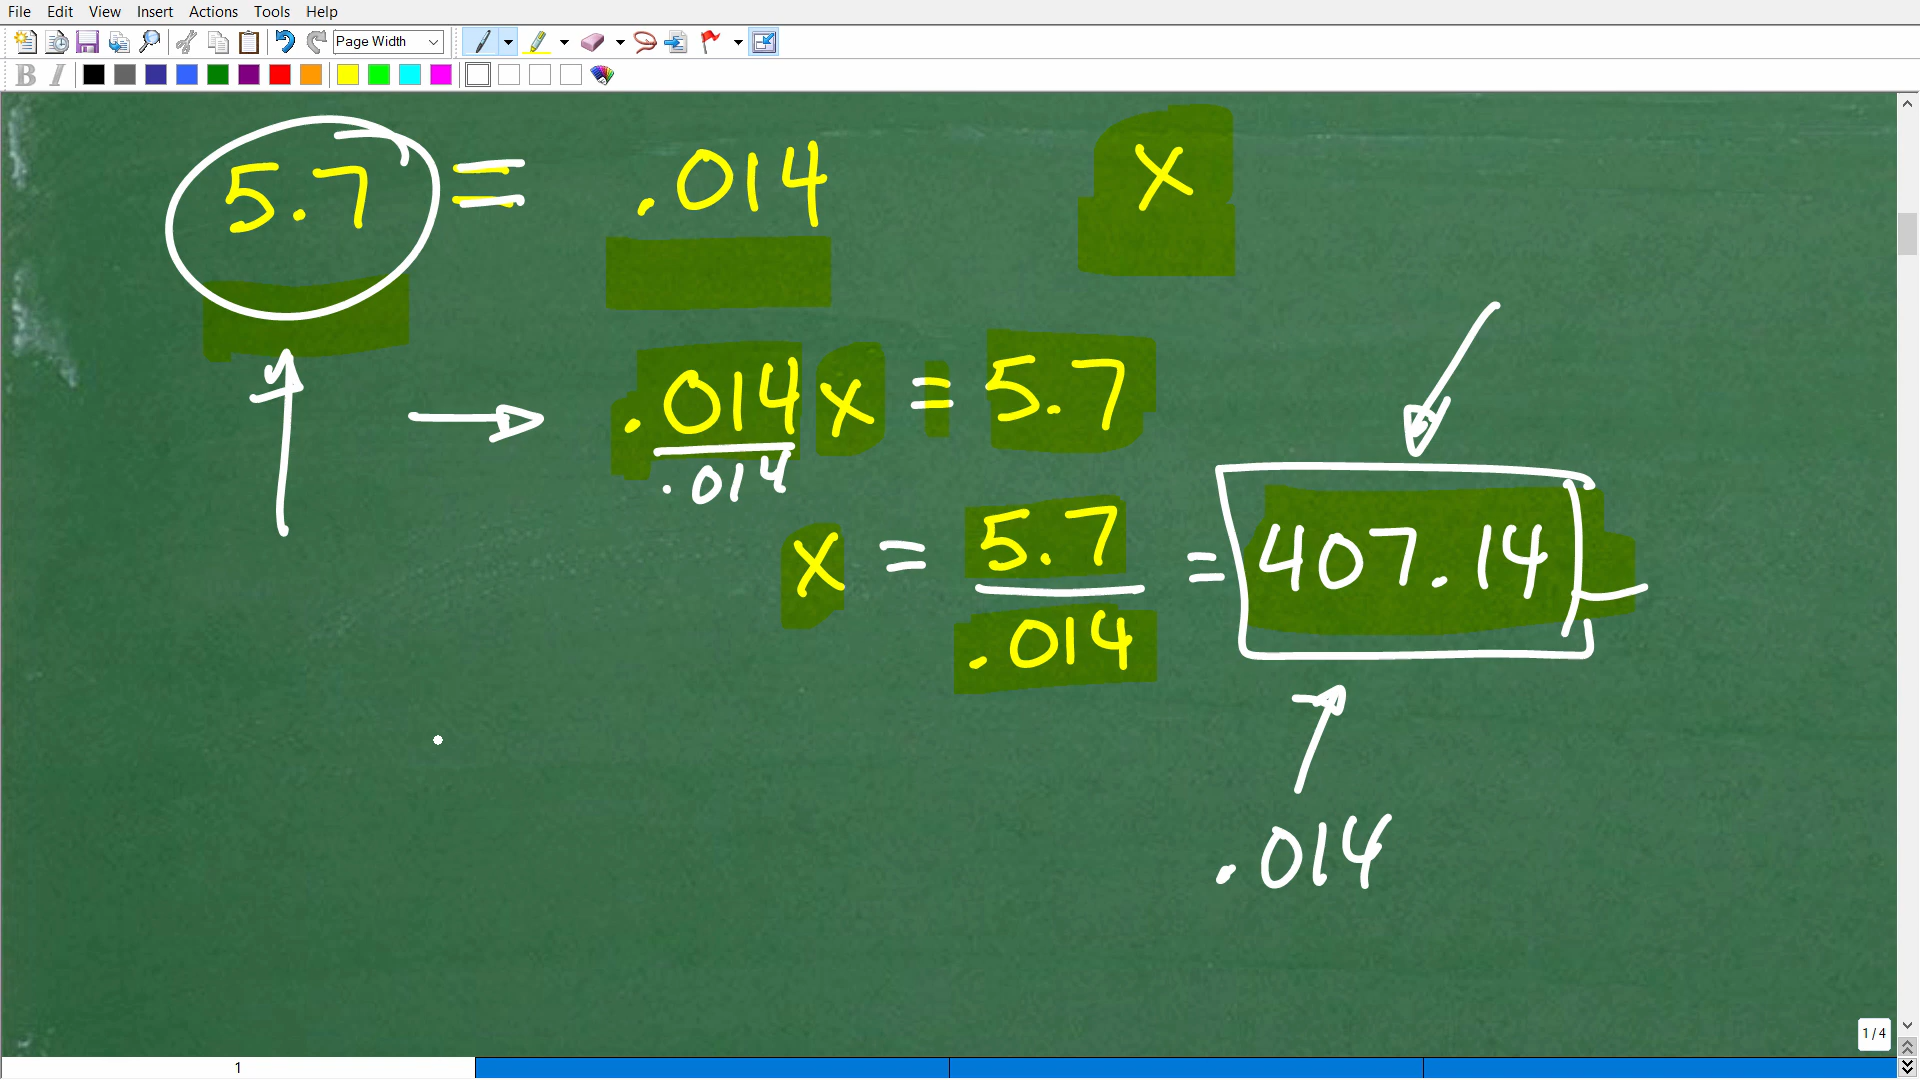 File Edit View Insert Actions Tools Help
Page Width
B I
5.7 = .014 x
.014x = 5.7
.014
x = 5.7 = 407.14
.014
.014
1 / 4
1